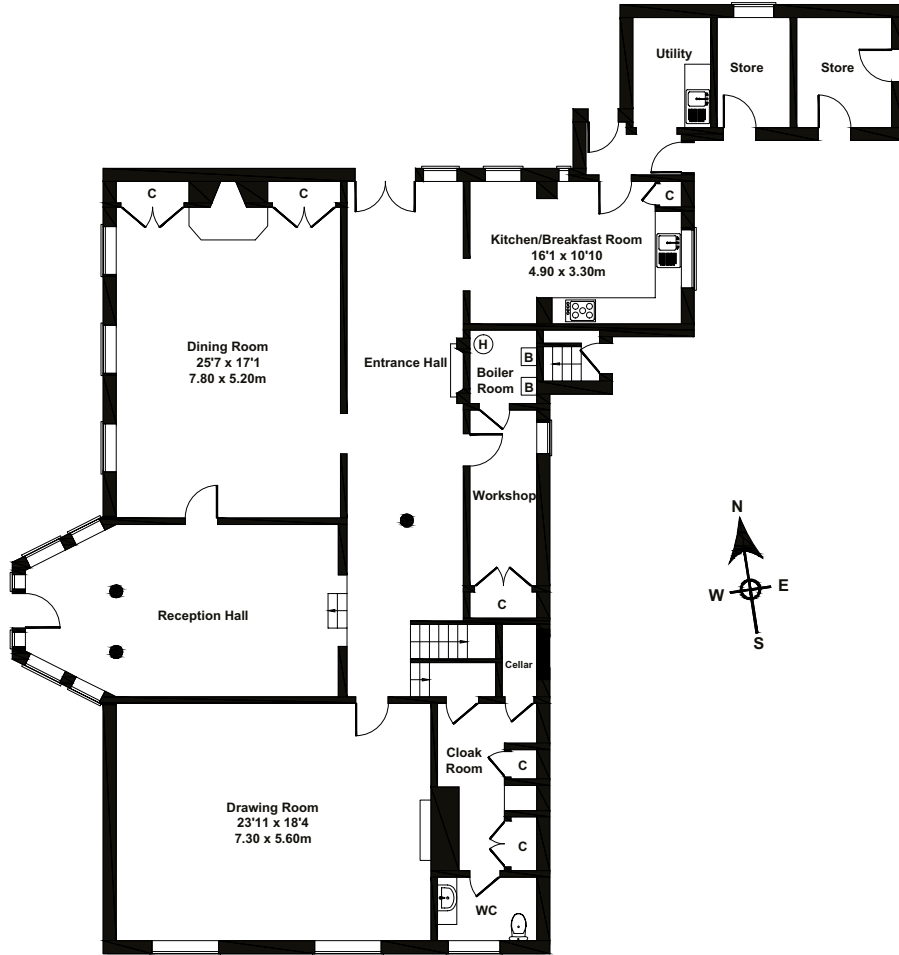 Utility
Store
Store
C
C
C
Kitchen/Breakfast Room
16'1 x 10'10
4.90 x 3.30m
Dining Room
25'7 x 17'1
7.80 x 5.20m
Entrance Hall
H
Boiler
Room
B
B
Workshop
C
Reception Hall
N
W
E
S
Cellar
Cloak
Room
C
C
Drawing Room
23'11 x 18'4
7.30 x 5.60m
WC